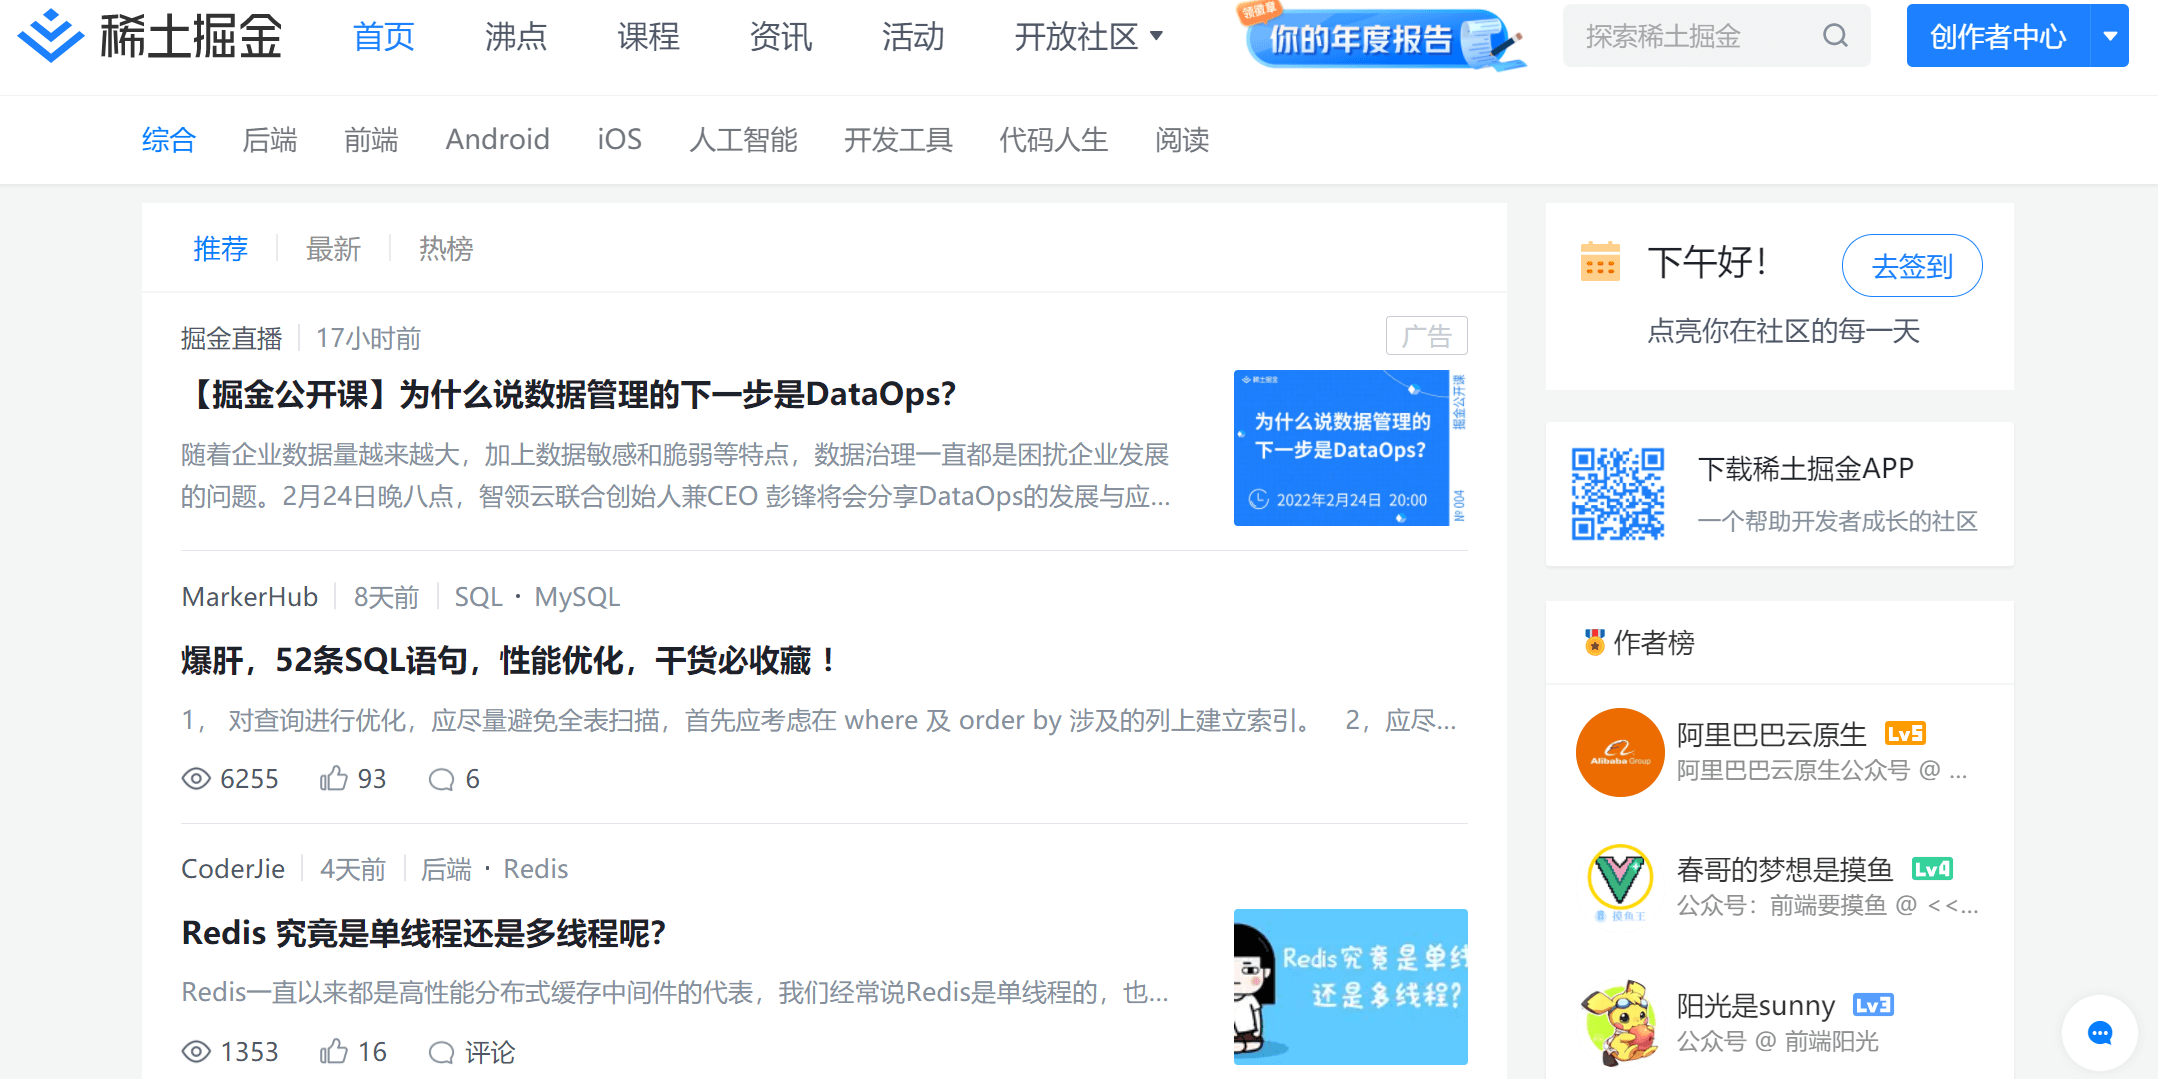 稀土掘金
首页 沸点 课程 资讯 活动 开放社区
领徽章
你的年度报告
探索稀土掘金
创作者中心
综合 后端 前端 Android iOS 人工智能 开发工具 代码人生 阅读
推荐 最新 热榜
掘金直播 17小时前
广告
【掘金公开课】为什么说数据管理的下一步是DataOps？
随着企业数据量越来越大，加上数据敏感和脆弱等特点，数据治理一直都是困扰企业发展
的问题。2月24日晚八点，智领云联合创始人兼CEO 彭锋将会分享DataOps的发展与应...
稀土掘金
为什么说数据管理的
下一步是DataOps？
2022年2月24日 20:00
掘金公开课
№004
MarkerHub 8天前 SQL · MySQL
爆肝，52条SQL语句，性能优化，干货必收藏 ！
1， 对查询进行优化，应尽量避免全表扫描，首先应考虑在 where 及 order by 涉及的列上建立索引。 2，应尽...
6255 93 6
CoderJie 4天前 后端 · Redis
Redis 究竟是单线程还是多线程呢？
Redis一直以来都是高性能分布式缓存中间件的代表，我们经常说Redis是单线程的，也...
1353 16 评论
Redis究竟是单线
还是多线程？
下午好！
去签到
点亮你在社区的每一天
下载稀土掘金APP
一个帮助开发者成长的社区
作者榜
Alibaba Group
阿里巴巴云原生 Lv5
阿里巴巴云原生公众号 @ ...
摸鱼王
春哥的梦想是摸鱼 Lv4
公众号：前端要摸鱼 @ <<...
阳光是sunny Lv3
公众号 @ 前端阳光